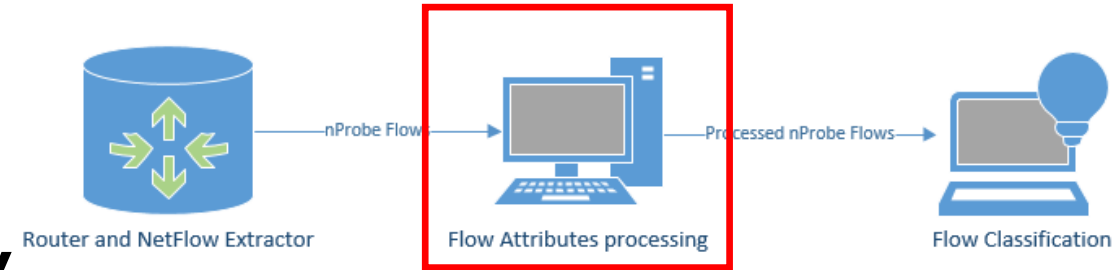 nProbe Flows
Processed nProbe Flows
Router and NetFlow Extractor
Flow Attributes processing
Flow Classification